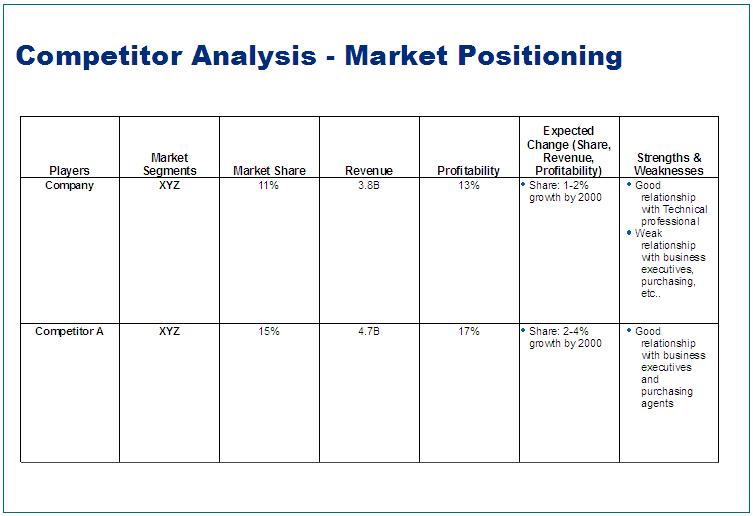 Competitor Analysis - Market Positioning
Players
Market
Segments
Market Share
Revenue
Profitability
Expected
Change (Share,
Revenue,
Profitability)
Strengths &
Weaknesses
Company
XYZ
11%
3.8B
13%
• Share: 1-2%
growth by 2000
• Good
relationship
with Technical
professional
• Weak
relationship
with business
executives,
purchasing,
etc..
Competitor A
XYZ
15%
4.7B
17%
• Share: 2-4%
growth by 2000
• Good
relationship
with business
executives
and
purchasing
agents